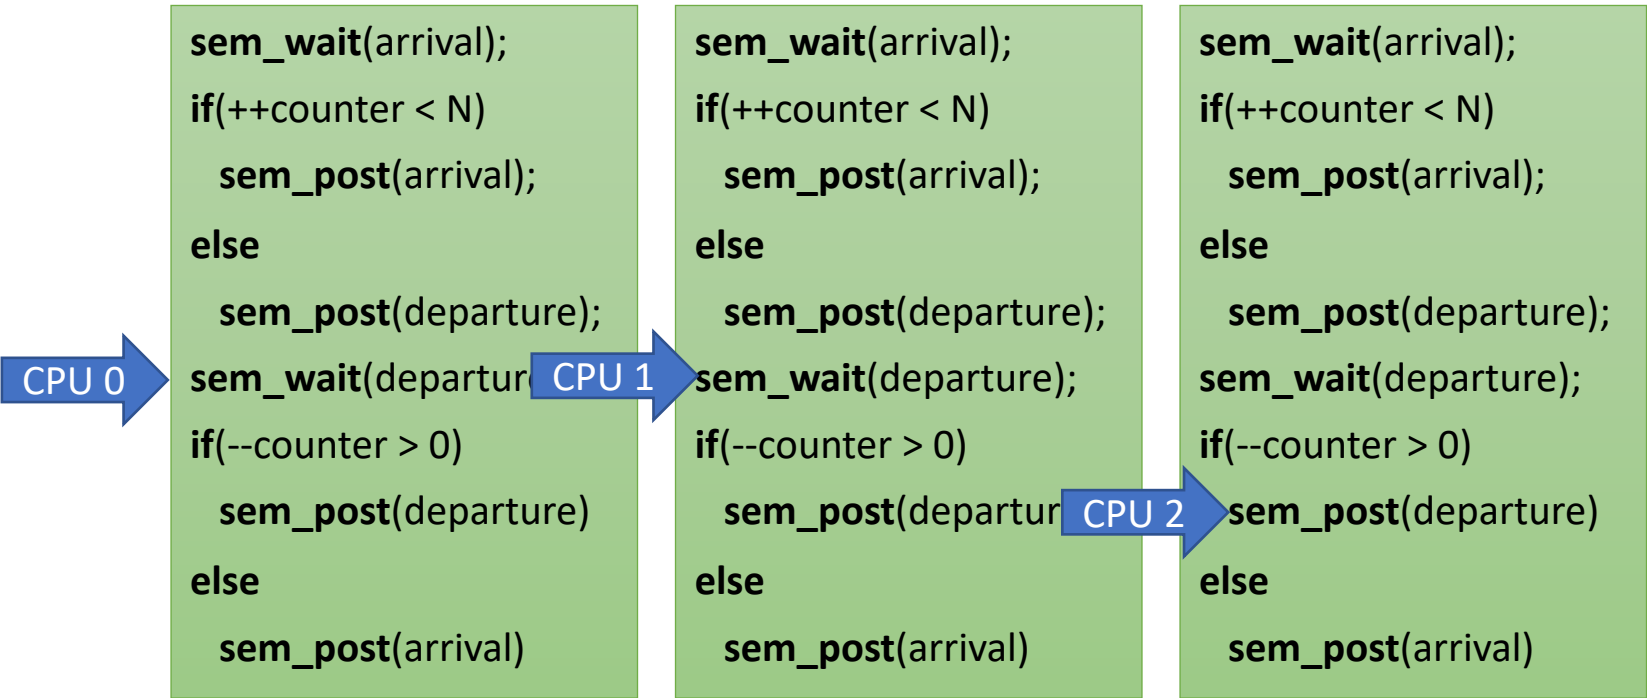 sem_wait(arrival);
if(++counter < N)
sem_post(arrival);
else
sem_post(departure);
sem_wait(departur
if(--counter > 0)
sem_post(departure)
else
sem_post(arrival)
CPU 0
sem_wait(arrival);
if(++counter < N)
sem_post(arrival);
else
sem_post(departure);
sem_wait(departure);
if(--counter > 0)
sem_post(departur
else
sem_post(arrival)
CPU 1
sem_wait(arrival);
if(++counter < N)
sem_post(arrival);
else
sem_post(departure);
sem_wait(departure);
if(--counter > 0)
sem_post(departure)
else
sem_post(arrival)
CPU 2